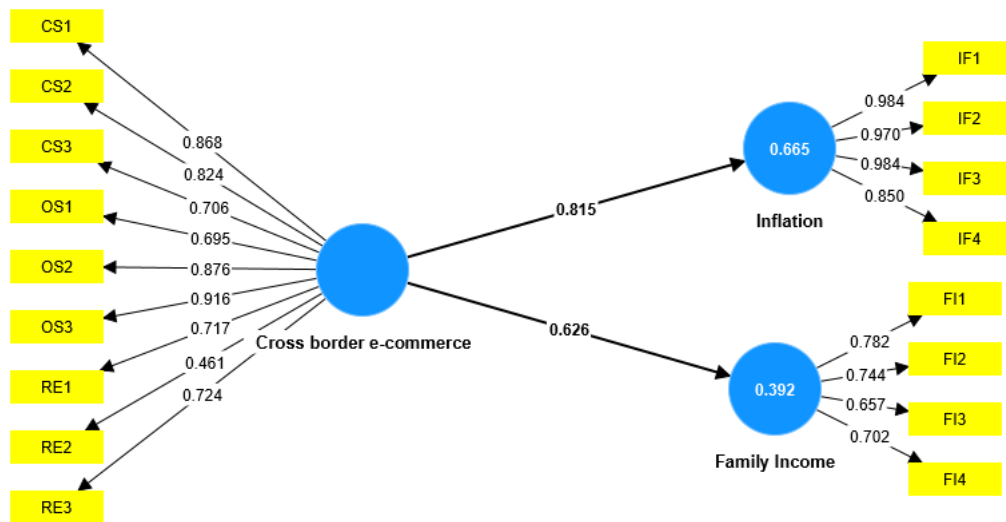 CS1
CS2
CS3
OS1
OS2
OS3
RE1
RE2
RE3
0.868
0.824
0.706
0.695
0.876
0.916
0.717
0.461
0.724
Cross border e-commerce
0.815
0.626
0.665
Inflation
0.392
Family Income
0.984
0.970
0.984
0.850
IF1
IF2
IF3
IF4
0.782
0.744
0.657
0.702
FI1
FI2
FI3
FI4